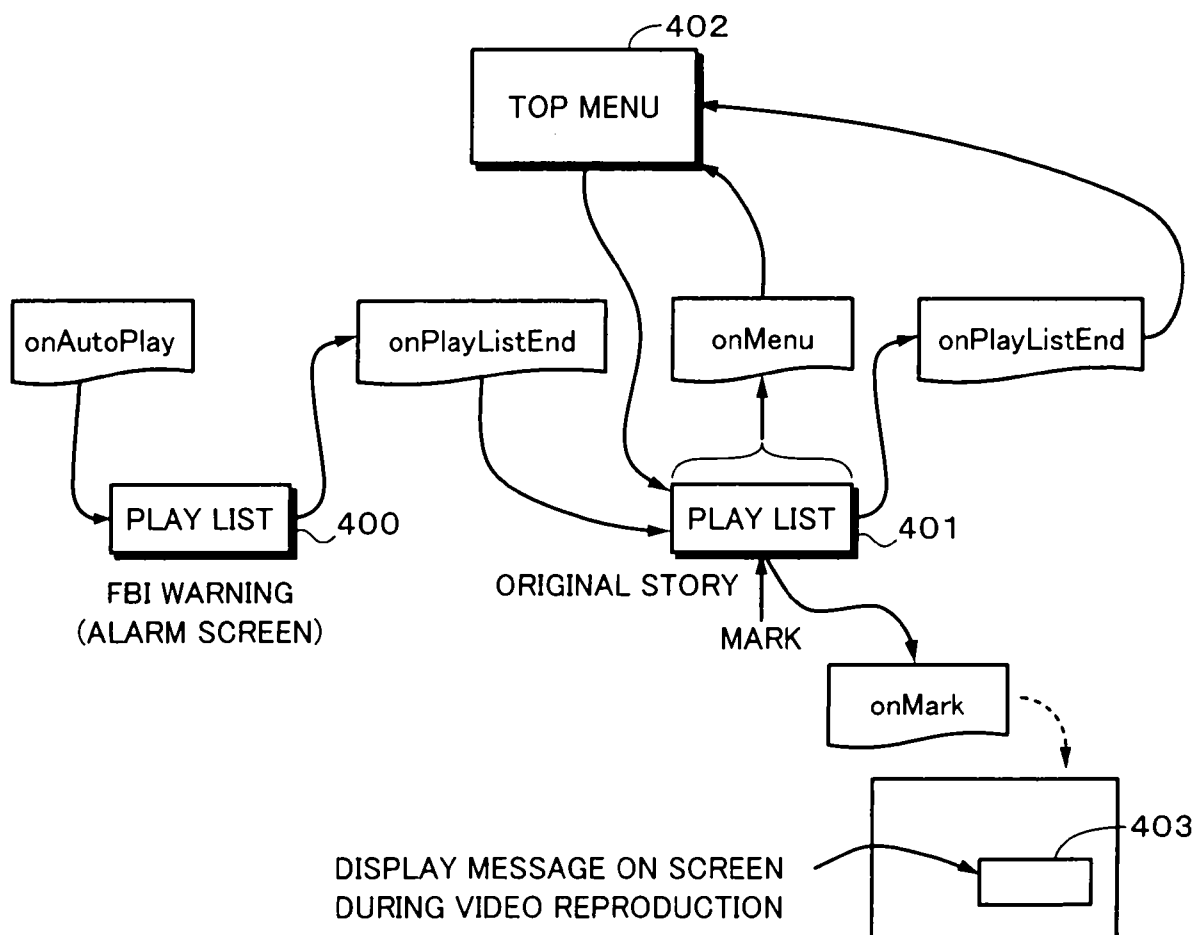 402
TOP MENU
onAutoPlay
onPlayListEnd
onMenu
onPlayListEnd
PLAY LIST
400
PLAY LIST
401
FBI WARNING
(ALARM SCREEN)
ORIGINAL STORY
MARK
onMark
403
DISPLAY MESSAGE ON SCREEN
DURING VIDEO REPRODUCTION